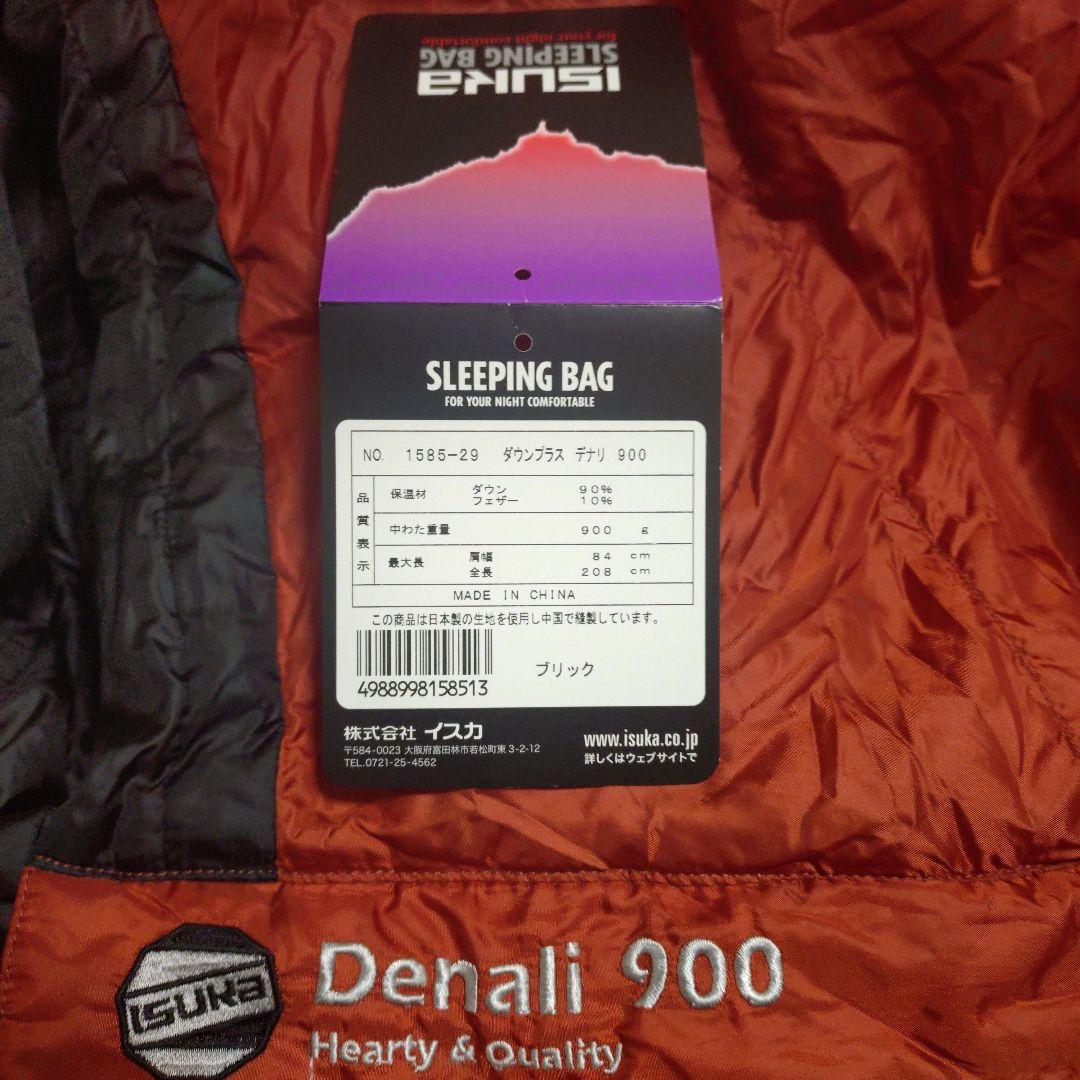 for your night comfortable
SLEEPING BAG
ISUKA
SLEEPING BAG
FOR YOUR NIGHT COMFORTABLE
NO. 1585-29 ダウンプラス デナリ 900
品質表示
保温材 ダウン 90%
フェザー 10%
中わた重量 900 g
最大長 肩幅 84 cm
全長 208 cm
MADE IN CHINA
この商品は日本製の生地を使用し中国で縫製しています。
4988998158513
ブリック
株式会社 イスカ
〒584-0023 大阪府富田林市若松町東 3-2-12
TEL.0721-25-4562
www.isuka.co.jp
詳しくはウェブサイトで
ISUKA
Denali 900
Hearty & Quality